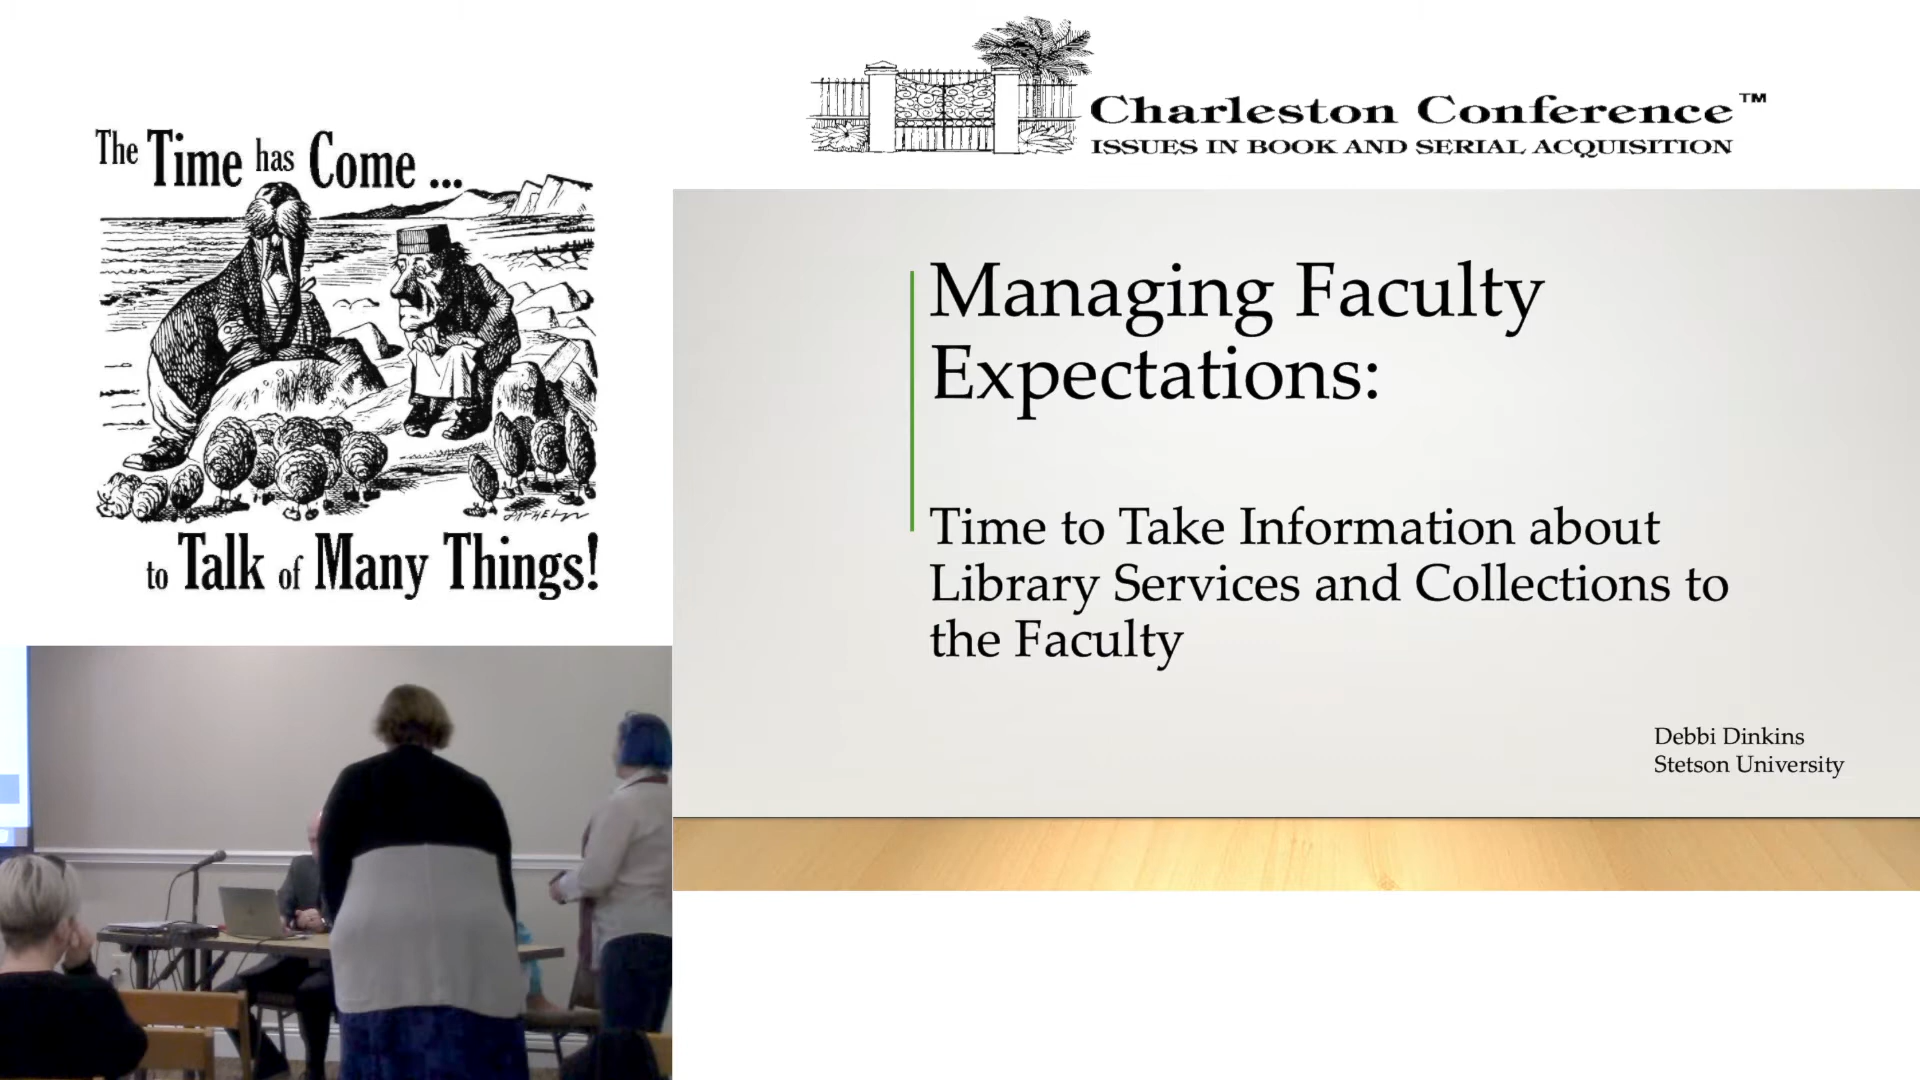 The Time has Come ...
to Talk of Many Things!
Charleston Conference™
ISSUES IN BOOK AND SERIAL ACQUISITION
Managing Faculty
Expectations:
Time to Take Information about
Library Services and Collections to
the Faculty
Debbi Dinkins
Stetson University